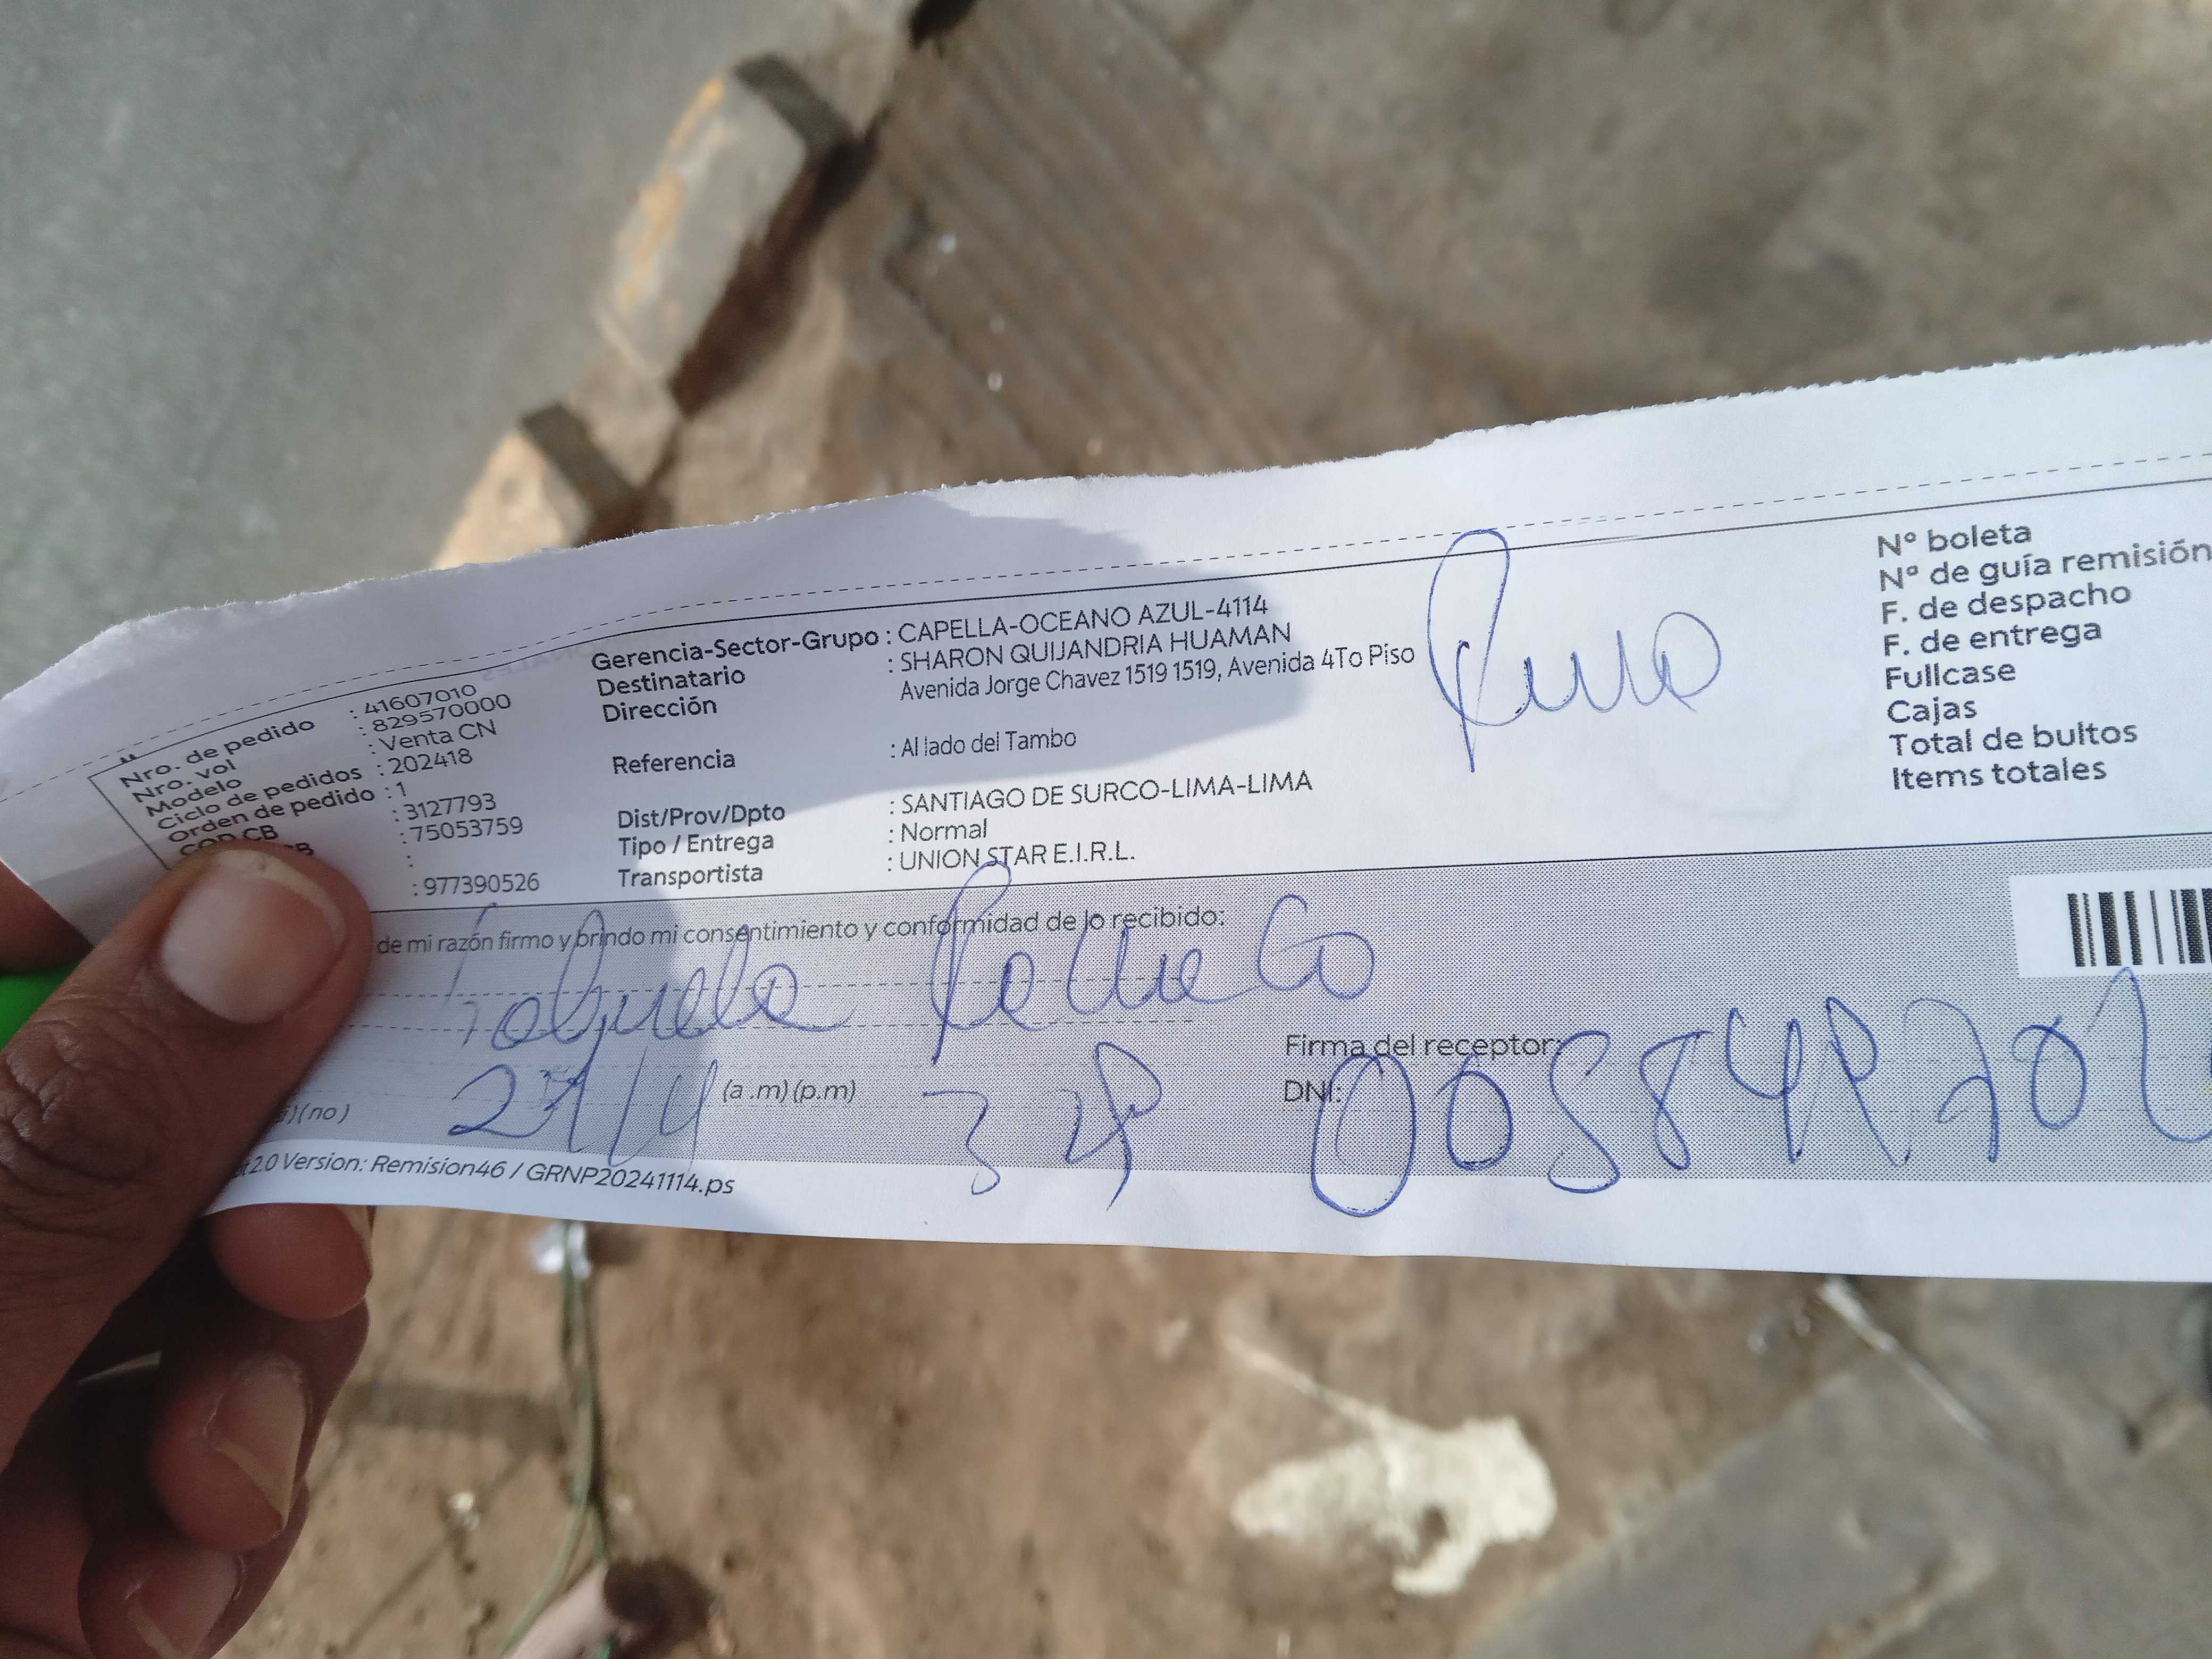 Nro. de pedido : 41607010
Nro. vol : 829570000
Modelo : Venta CN
Ciclo de pedidos : 202418
Orden de pedido : 1
COD CB : 3127793
CB : 75053759
:
: 977390526
Gerencia-Sector-Grupo : CAPELLA-OCEANO AZUL-4114
Destinatario : SHARON QUIJANDRIA HUAMAN
Dirección Avenida Jorge Chavez 1519 1519, Avenida 4To Piso
Referencia : Al lado del Tambo
Dist/Prov/Dpto : SANTIAGO DE SURCO-LIMA-LIMA
Tipo / Entrega : Normal
Transportista : UNION STAR E.I.R.L.
Nº boleta
Nº de guía remisión
F. de despacho
F. de entrega
Fullcase
Cajas
Total de bultos
Items totales
de mi razón firmo y brindo mi consentimiento y conformidad de lo recibido:
Firma del receptor:
27/11 (a .m) (p.m)
DNI:
)(no)
2.0 Version: Remision46 / GRNP20241114.ps